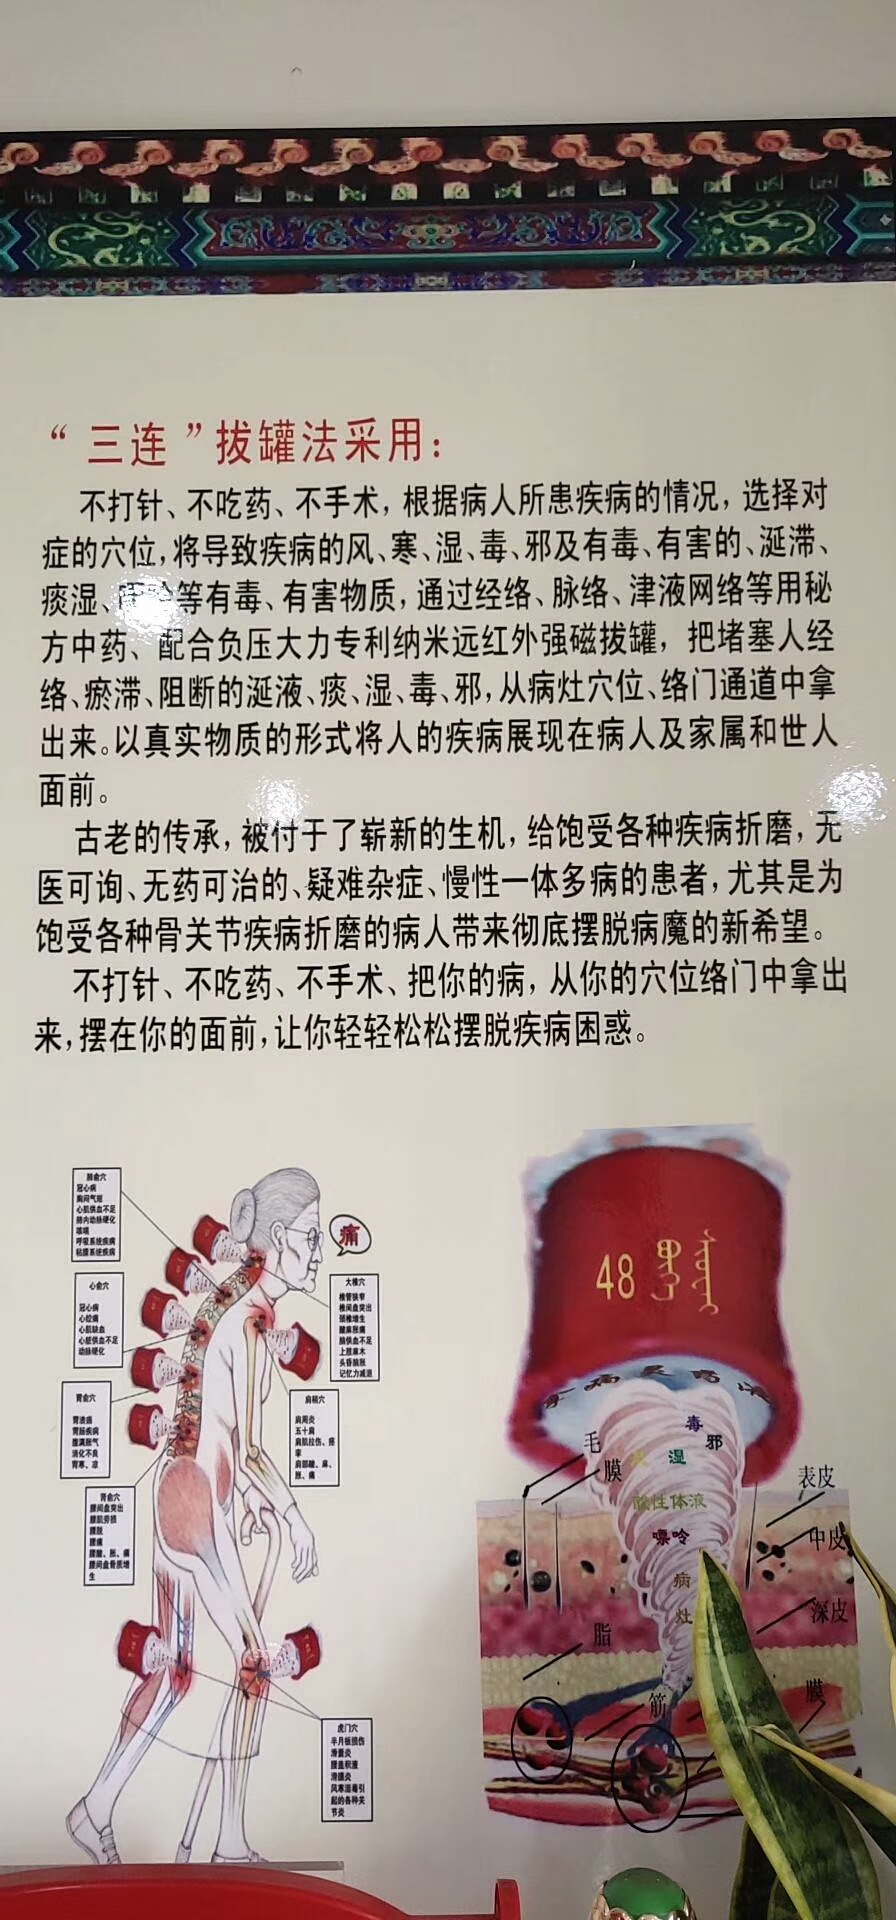 “三连”拔罐法采用：
不打针、不吃药、不手术，根据病人所患疾病的情况，选择对
症的穴位，将导致疾病的风、寒、湿、毒、邪及有毒、有害的、涎滞、
痰湿、等有毒、有害物质，通过经络、脉络、津液网络等用秘
方中药、配合负压大力专利纳米远红外强磁拔罐，把堵塞人经
络、瘀滞、阻断的涎液、痰、湿、毒、邪，从病灶穴位、络门通道中拿
出来。以真实物质的形式将人的疾病展现在病人及家属和世人
面前。
古老的传承，被付于了崭新的生机，给饱受各种疾病折磨，无
医可询、无药可治的、疑难杂症、慢性一体多病的患者，尤其是为
饱受各种骨关节疾病折磨的病人带来彻底摆脱病魔的新希望。
不打针、不吃药、不手术、把你的病，从你的穴位络门中拿出
来，摆在你的面前，让你轻轻松松摆脱疾病困惑。
肺俞穴
冠心病
胸闷气短
心肌供血不足
肺内动脉硬化
咳喘
呼吸系统疾病
粘膜系统疾病
心俞穴
冠心病
心绞痛
心肌缺血
心脏供血不足
动脉硬化
胃俞穴
胃溃疡
胃肠疾病
腹满胀气
消化不良
胃寒、凉
肾俞穴
腰间盘突出
腰肌劳损
腰脱
腰痛
腰酸、胀、痛
腰间盘骨质增
生
痛
大椎穴
椎管狭窄
椎间盘突出
颈椎增生
酸麻胀痛
脑供血不足
上肢麻木
头昏脑胀
记忆力减退
肩髃穴
肩周炎
五十肩
肩肌拉伤、挛
肩部酸、麻、
胀、痛
虎门穴
半月板损伤
滑囊炎
膝盖积液
滑膜炎
风寒湿毒引
起的各种关
节炎
48
毒
邪
湿
酸性体液
嘌呤
病
灶
毛
膜
表皮
中皮
深皮
脂
筋
膜